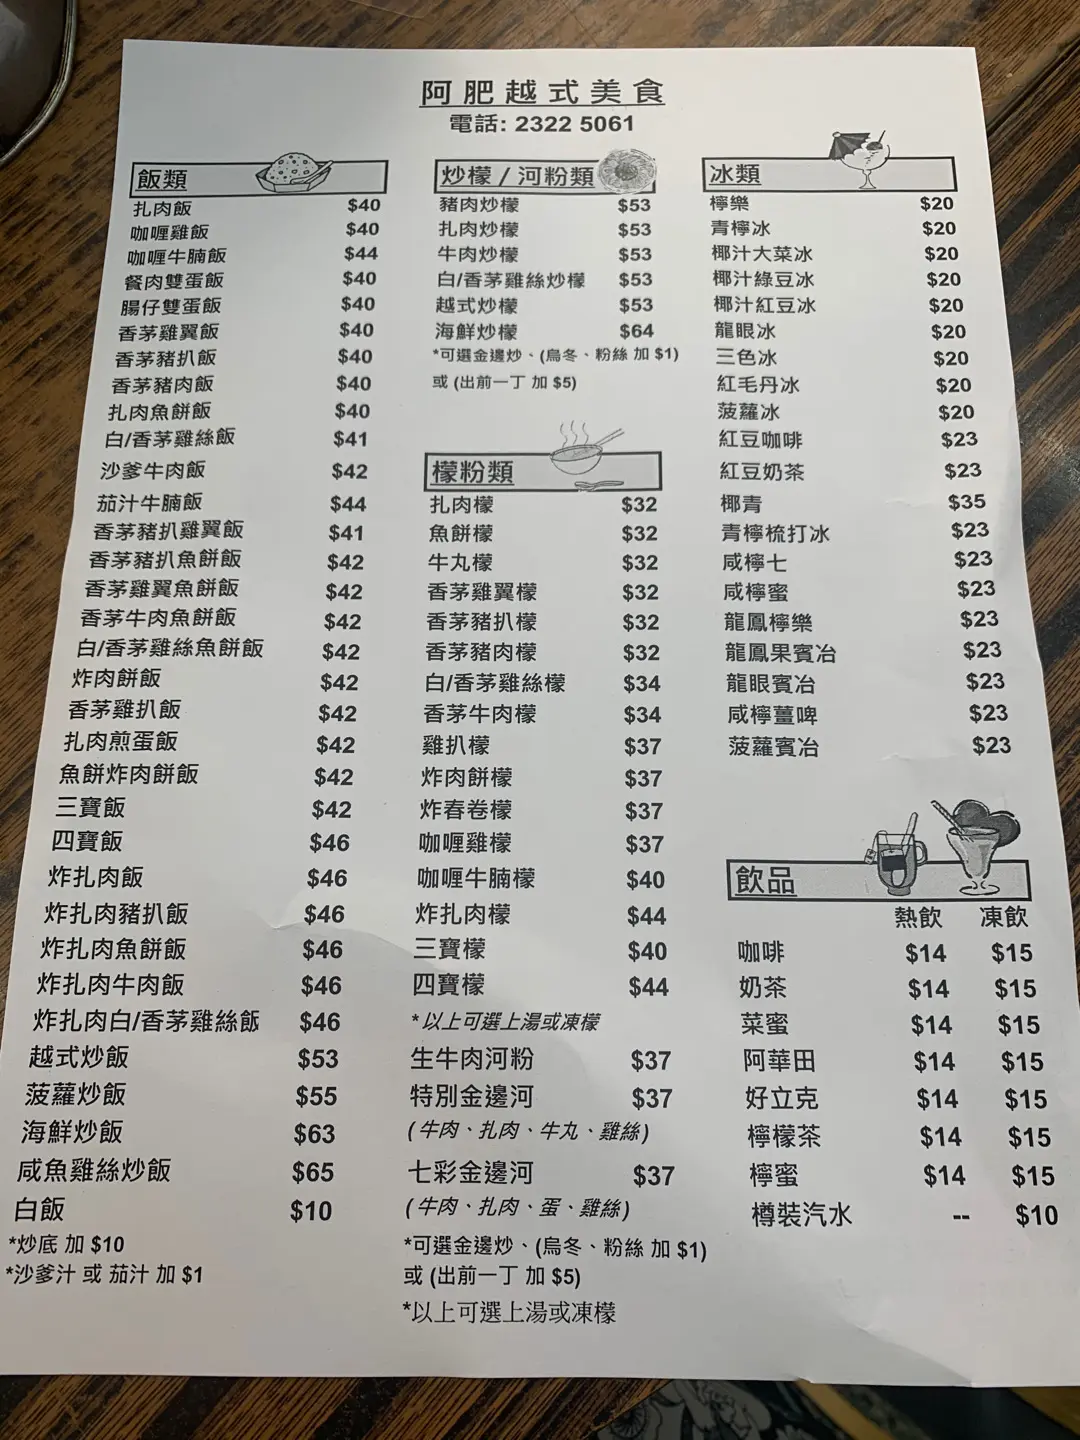 阿肥越式美食
電話: 2322 5061
飯類
扎肉飯 $40
咖喱雞飯 $40
咖喱牛腩飯 $44
餐肉雙蛋飯 $40
腸仔雙蛋飯 $40
香茅雞翼飯 $40
香茅豬扒飯 $40
香茅豬肉飯 $40
扎肉魚餅飯 $40
白/香茅雞絲飯 $41
沙爹牛肉飯 $42
茄汁牛腩飯 $44
香茅豬扒雞翼飯 $41
香茅豬扒魚餅飯 $42
香茅雞翼魚餅飯 $42
香茅牛肉魚餅飯 $42
白/香茅雞絲魚餅飯 $42
炸肉餅飯 $42
香茅雞扒飯 $42
扎肉煎蛋飯 $42
魚餅炸肉餅飯 $42
三寶飯 $42
四寶飯 $46
炸扎肉飯 $46
炸扎肉豬扒飯 $46
炸扎肉魚餅飯 $46
炸扎肉牛肉飯 $46
炸扎肉白/香茅雞絲飯 $46
越式炒飯 $53
菠蘿炒飯 $55
海鮮炒飯 $63
咸魚雞絲炒飯 $65
白飯 $10
*炒底 加 $10
*沙爹汁 或 茄汁 加 $1
炒檬 / 河粉類
豬肉炒檬 $53
扎肉炒檬 $53
牛肉炒檬 $53
白/香茅雞絲炒檬 $53
越式炒檬 $53
海鮮炒檬 $64
*可選金邊炒、(烏冬、粉絲 加 $1)
或 (出前一丁 加 $5)
檬粉類
扎肉檬 $32
魚餅檬 $32
牛丸檬 $32
香茅雞翼檬 $32
香茅豬扒檬 $32
香茅豬肉檬 $32
白/香茅雞絲檬 $34
香茅牛肉檬 $34
雞扒檬 $37
炸肉餅檬 $37
炸春卷檬 $37
咖喱雞檬 $37
咖喱牛腩檬 $40
炸扎肉檬 $44
三寶檬 $40
四寶檬 $44
*以上可選上湯或凍檬
生牛肉河粉 $37
特別金邊河 $37
(牛肉、扎肉、牛丸、雞絲)
七彩金邊河 $37
(牛肉、扎肉、蛋、雞絲)
*可選金邊炒、(烏冬、粉絲 加 $1)
或 (出前一丁 加 $5)
*以上可選上湯或凍檬
冰類
檸樂 $20
青檸冰 $20
椰汁大菜冰 $20
椰汁綠豆冰 $20
椰汁紅豆冰 $20
龍眼冰 $20
三色冰 $20
紅毛丹冰 $20
菠蘿冰 $20
紅豆咖啡 $23
紅豆奶茶 $23
椰青 $35
青檸梳打冰 $23
咸檸七 $23
咸檸蜜 $23
龍鳳檸樂 $23
龍鳳果賓冶 $23
龍眼賓冶 $23
咸檸薑啤 $23
菠蘿賓冶 $23
飲品
熱飲 凍飲
咖啡 $14 $15
奶茶 $14 $15
菜蜜 $14 $15
阿華田 $14 $15
好立克 $14 $15
檸檬茶 $14 $15
檸蜜 $14 $15
樽裝汽水 -- $10